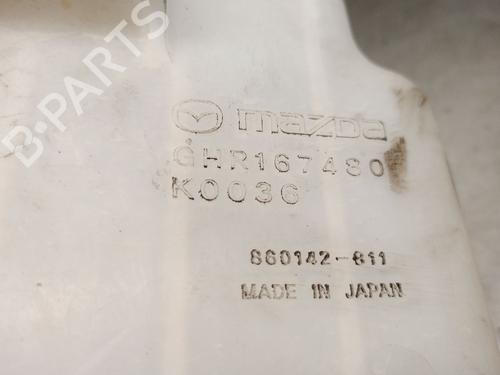 B-PARTS
mazda
GHR167480
K0036
860142-811
MADE IN JAPAN